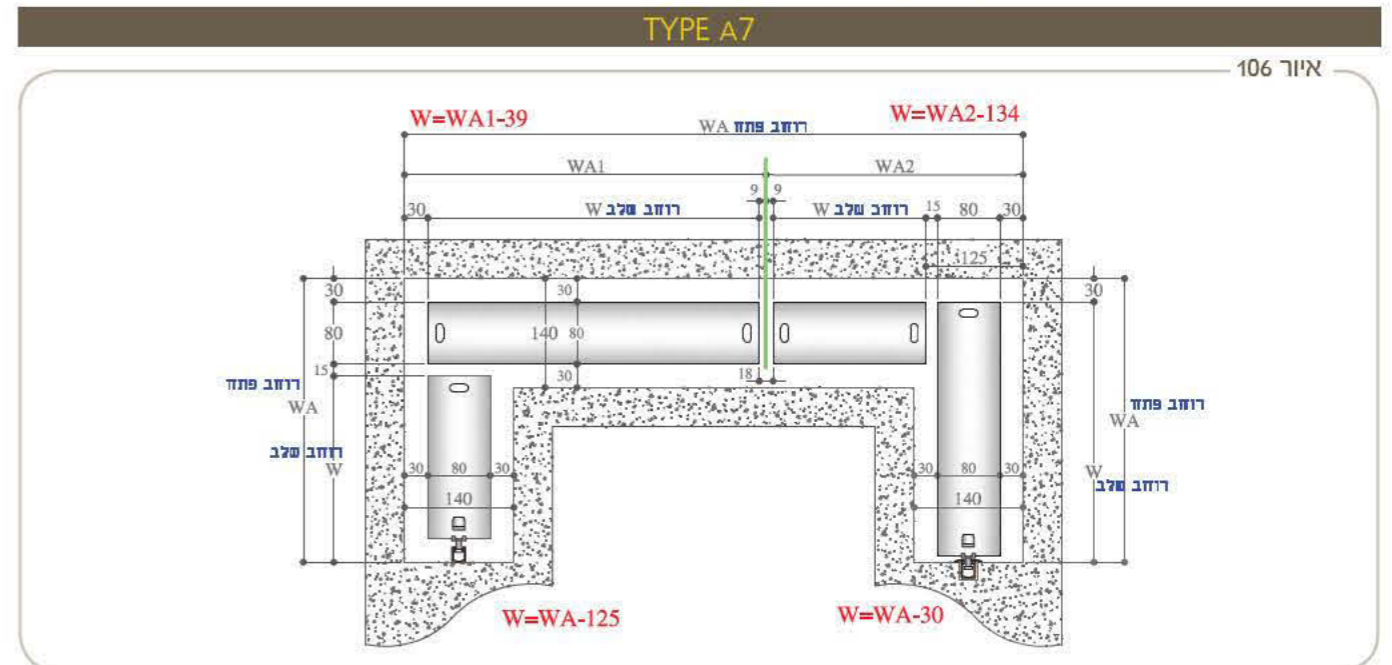 TYPE A7
איור 106
W=WA1-39
W=WA2-134
WA רוחב פתח
WA1
WA2
9 9
30
W רוחב שלב
W רוחב שלב
15 80 30
125
30
30
30
80
140 80
15
30
18
רוחב פתח
WA
רוחב שלב
W
רוחב פתח
WA
W
רוחב שלב
30 80 30
140
30 80 30
140
W=WA-125
W=WA-30